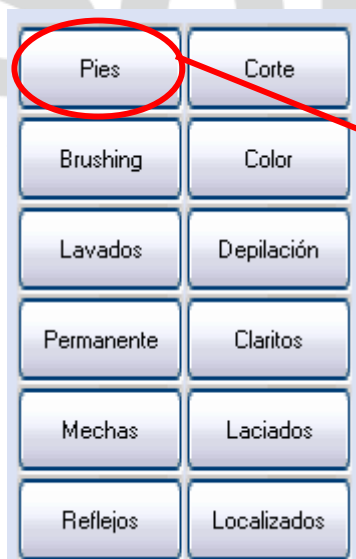 Pies Corte
Brushing Color
Lavados Depilación
Permanente Claritos
Mechas Laciados
Reflejos Localizados